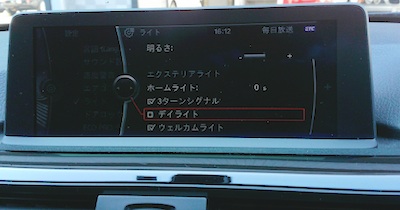 ライト 16:12 毎日放送 ETC
明るさ: - +
エクステリアライト
ホームライト: 0 s
3ターンシグナル
デイライト
ウェルカムライト